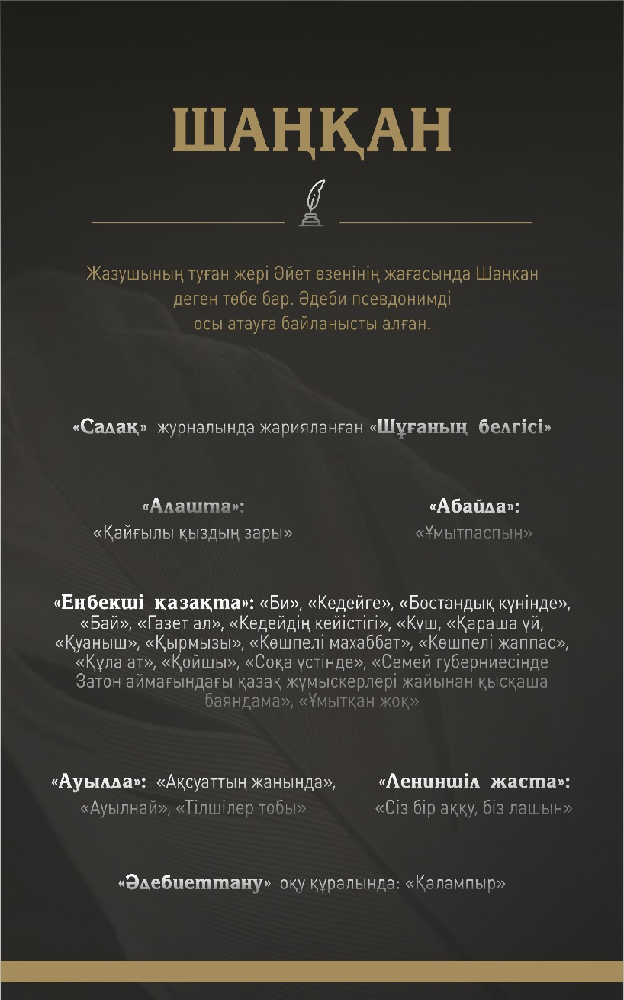 ШАҢҚАН
Жазушының туған жері Әйет өзенінің жағасында Шаңқан
деген төбе бар. Әдеби псевдонимді
осы атауға байланысты алған.
«Садақ» журналында жарияланған «Шұғаның белгісі»
«Алашта»:
«Қайғылы қыздың зары»
«Абайда»:
«Ұмытпаспын»
«Еңбекші қазақта»: «Би», «Кедейге», «Бостандық күнінде»,
«Бай», «Газет ал», «Кедейдің кейістігі», «Күш, «Қараша үй,
«Қуаныш», «Қырмызы», «Көшпелі махаббат», «Көшпелі жаппас»,
«Құла ат», «Қойшы», «Соқа үстінде», «Семей губерниесінде
Затон аймағындағы қазақ жұмыскерлері жайынан қысқаша
баяндама», «Ұмытқан жоқ»
«Ауылда»: «Ақсуаттың жанында»,
«Ауылнай», «Тілшілер тобы»
«Лениншіл жаста»:
«Сіз бір аққу, біз лашын»
«Әдебиеттану» оқу құралында: «Қалампыр»